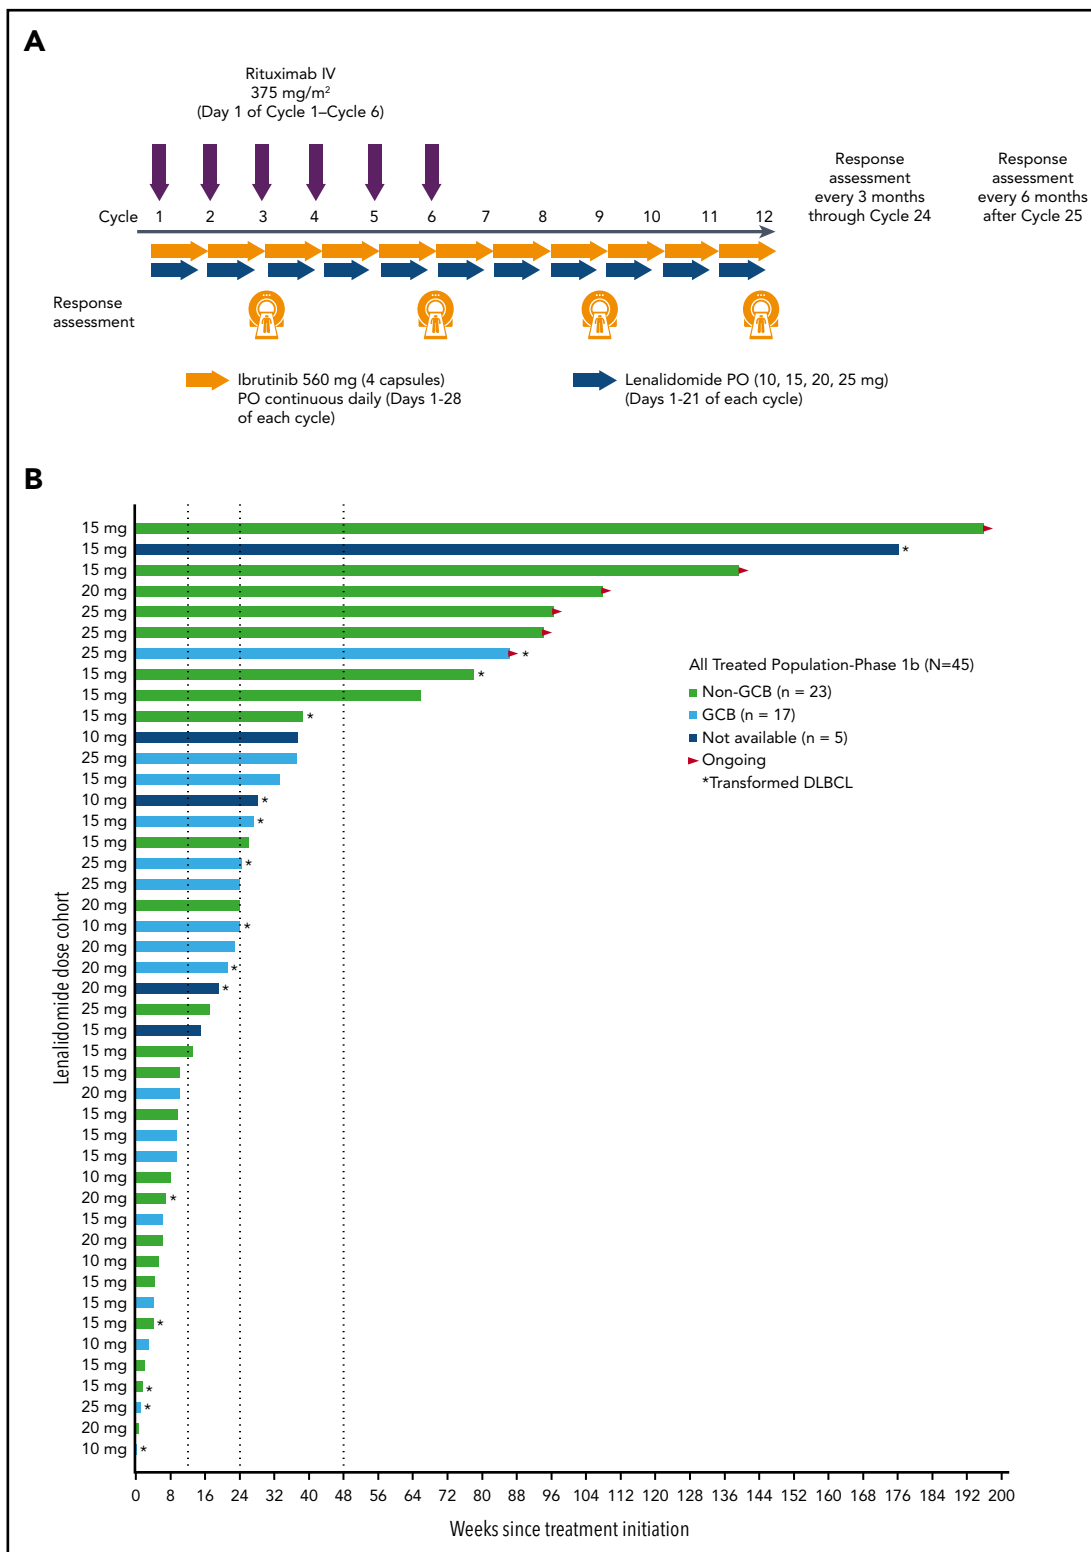 A
Rituximab IV
375 mg/m²
(Day 1 of Cycle 1–Cycle 6)
Response
assessment
every 3 months
through Cycle 24
Response
assessment
every 6 months
after Cycle 25
Cycle 1 2 3 4 5 6 7 8 9 10 11 12
Response
assessment
Ibrutinib 560 mg (4 capsules)
PO continuous daily (Days 1-28
of each cycle)
Lenalidomide PO (10, 15, 20, 25 mg)
(Days 1-21 of each cycle)
B
Lenalidomide dose cohort
15 mg
15 mg *
15 mg
20 mg
25 mg
25 mg
25 mg *
15 mg *
15 mg
15 mg *
10 mg
25 mg
15 mg
10 mg *
15 mg *
15 mg
25 mg *
25 mg
20 mg
10 mg *
20 mg
20 mg *
20 mg *
25 mg
15 mg
15 mg
15 mg
20 mg
15 mg
15 mg
15 mg
10 mg
20 mg *
15 mg
20 mg
10 mg
15 mg
15 mg
15 mg *
10 mg
15 mg
15 mg *
25 mg *
20 mg
10 mg *
All Treated Population-Phase 1b (N=45)
Non-GCB (n = 23)
GCB (n = 17)
Not available (n = 5)
Ongoing
*Transformed DLBCL
0 8 16 24 32 40 48 56 64 72 80 88 96 104 112 120 128 136 144 152 160 168 176 184 192 200
Weeks since treatment initiation